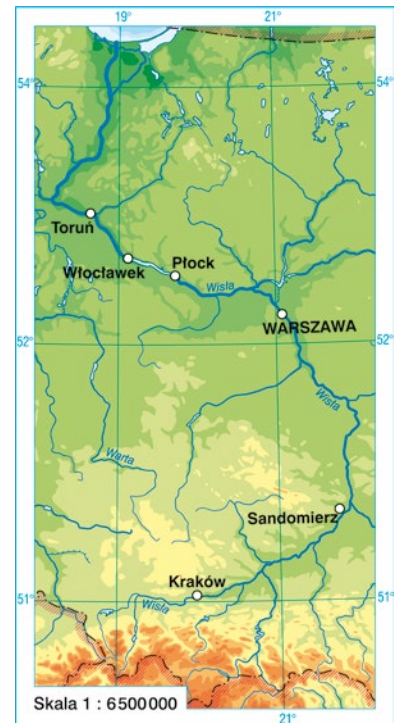 19°
21°
54°
54°
Toruń
Włocławek
Płock
Wisła
WARSZAWA
52°
52°
Wisła
Warta
Sandomierz
Kraków
51°
51°
Wisła
Skala 1 : 6500000
21°